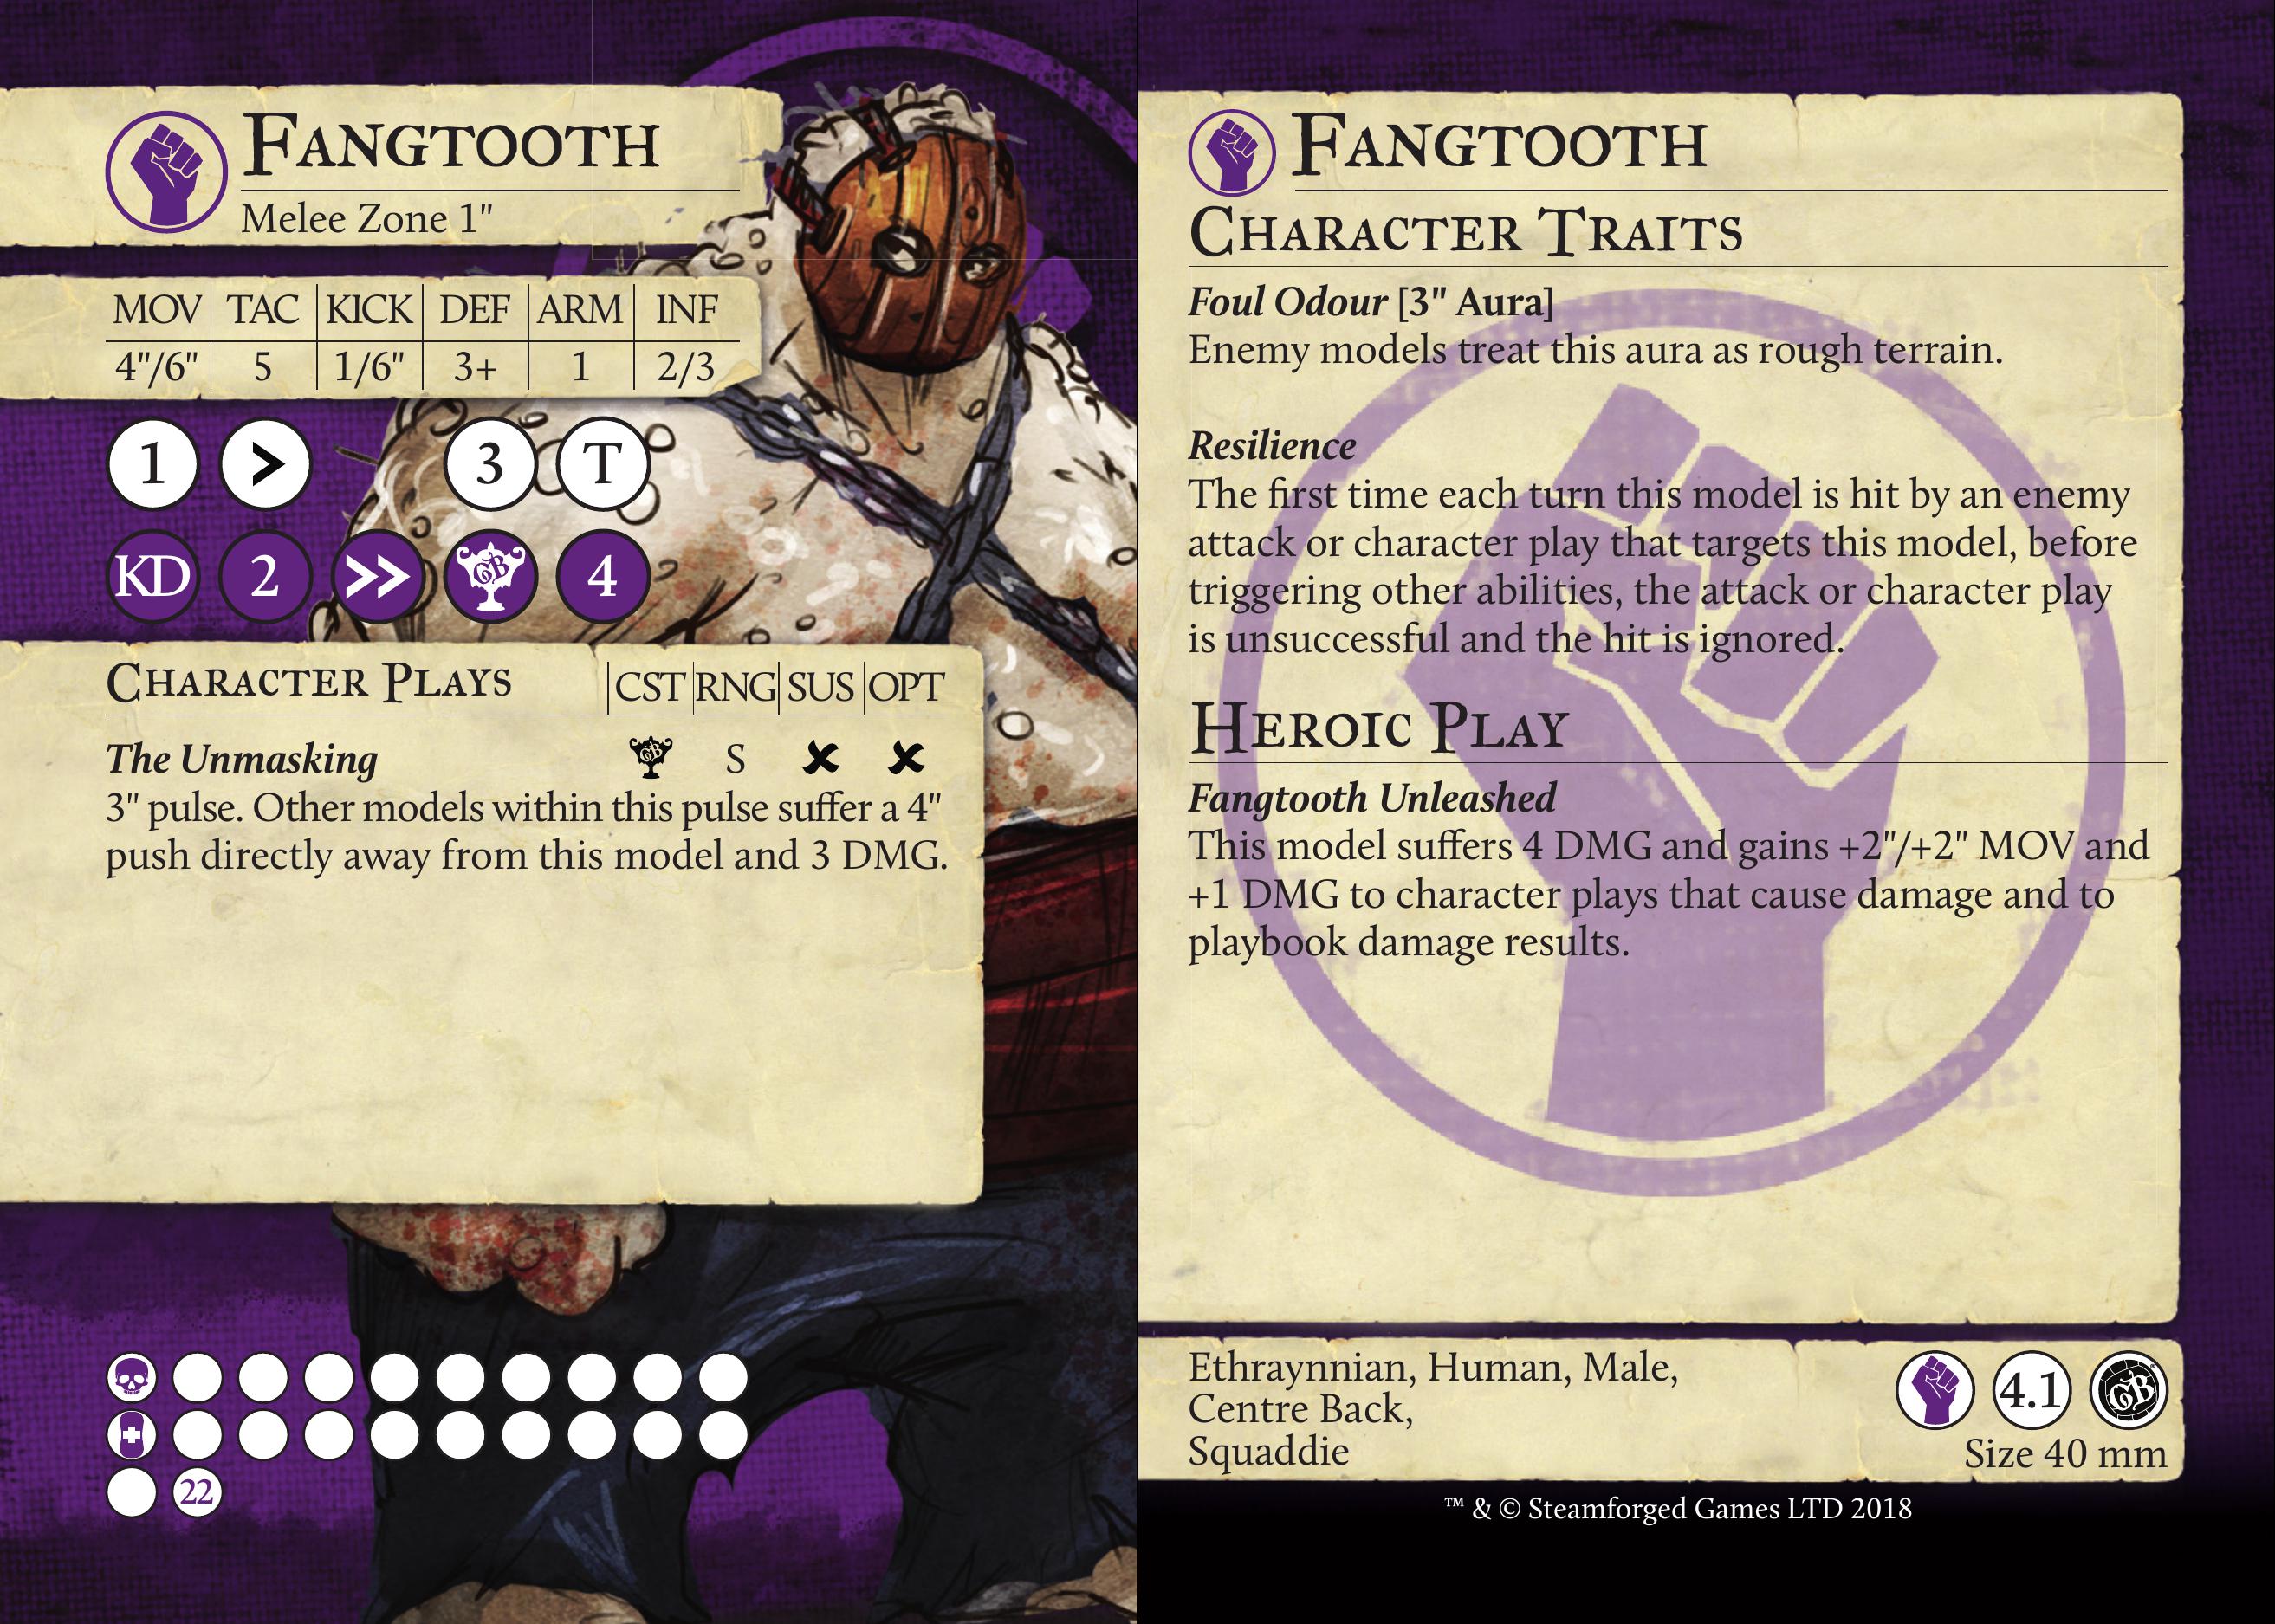 FANGTOOTH
Melee Zone 1"
MOV TAC KICK DEF ARM INF
4"/6" 5 1/6" 3+ 1 2/3
1 > 3 T
KD 2 >> GB 4
CHARACTER PLAYS CST RNG SUS OPT
The Unmasking GB S ✘ ✘
3" pulse. Other models within this pulse suffer a 4"
push directly away from this model and 3 DMG.
22
FANGTOOTH
CHARACTER TRAITS
Foul Odour [3" Aura]
Enemy models treat this aura as rough terrain.
Resilience
The first time each turn this model is hit by an enemy
attack or character play that targets this model, before
triggering other abilities, the attack or character play
is unsuccessful and the hit is ignored.
HEROIC PLAY
Fangtooth Unleashed
This model suffers 4 DMG and gains +2"/+2" MOV and
+1 DMG to character plays that cause damage and to
playbook damage results.
Ethraynnian, Human, Male,
Centre Back,
Squaddie
4.1 GB
Size 40 mm
™ & © Steamforged Games LTD 2018